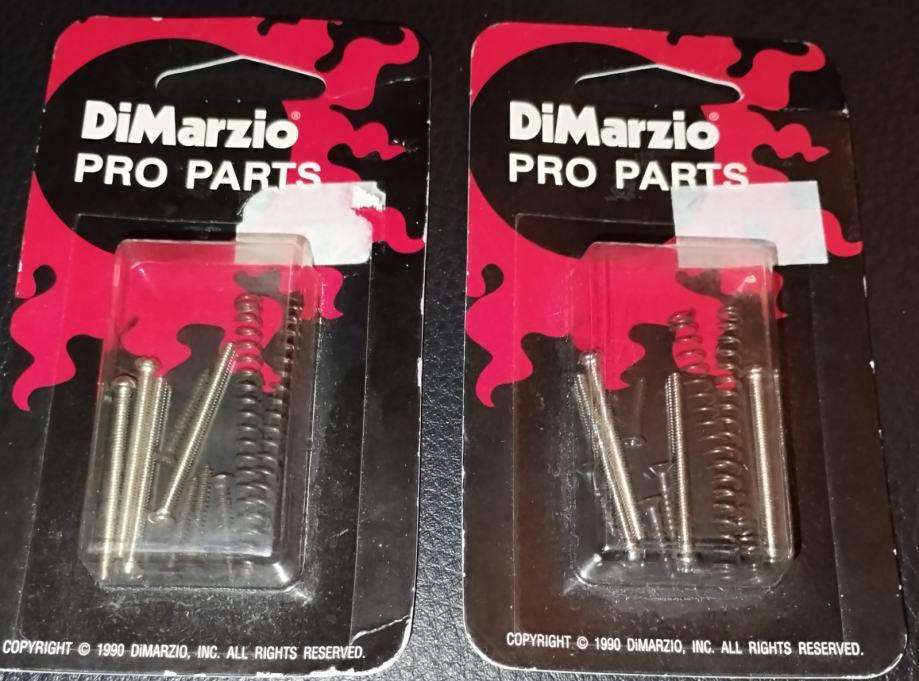 DiMarzio®
PRO PARTS
COPYRIGHT © 1990 DiMARZIO, INC. ALL RIGHTS RESERVED.
DiMarzio®
PRO PARTS
COPYRIGHT © 1990 DiMARZIO, INC. ALL RIGHTS RESERVED.